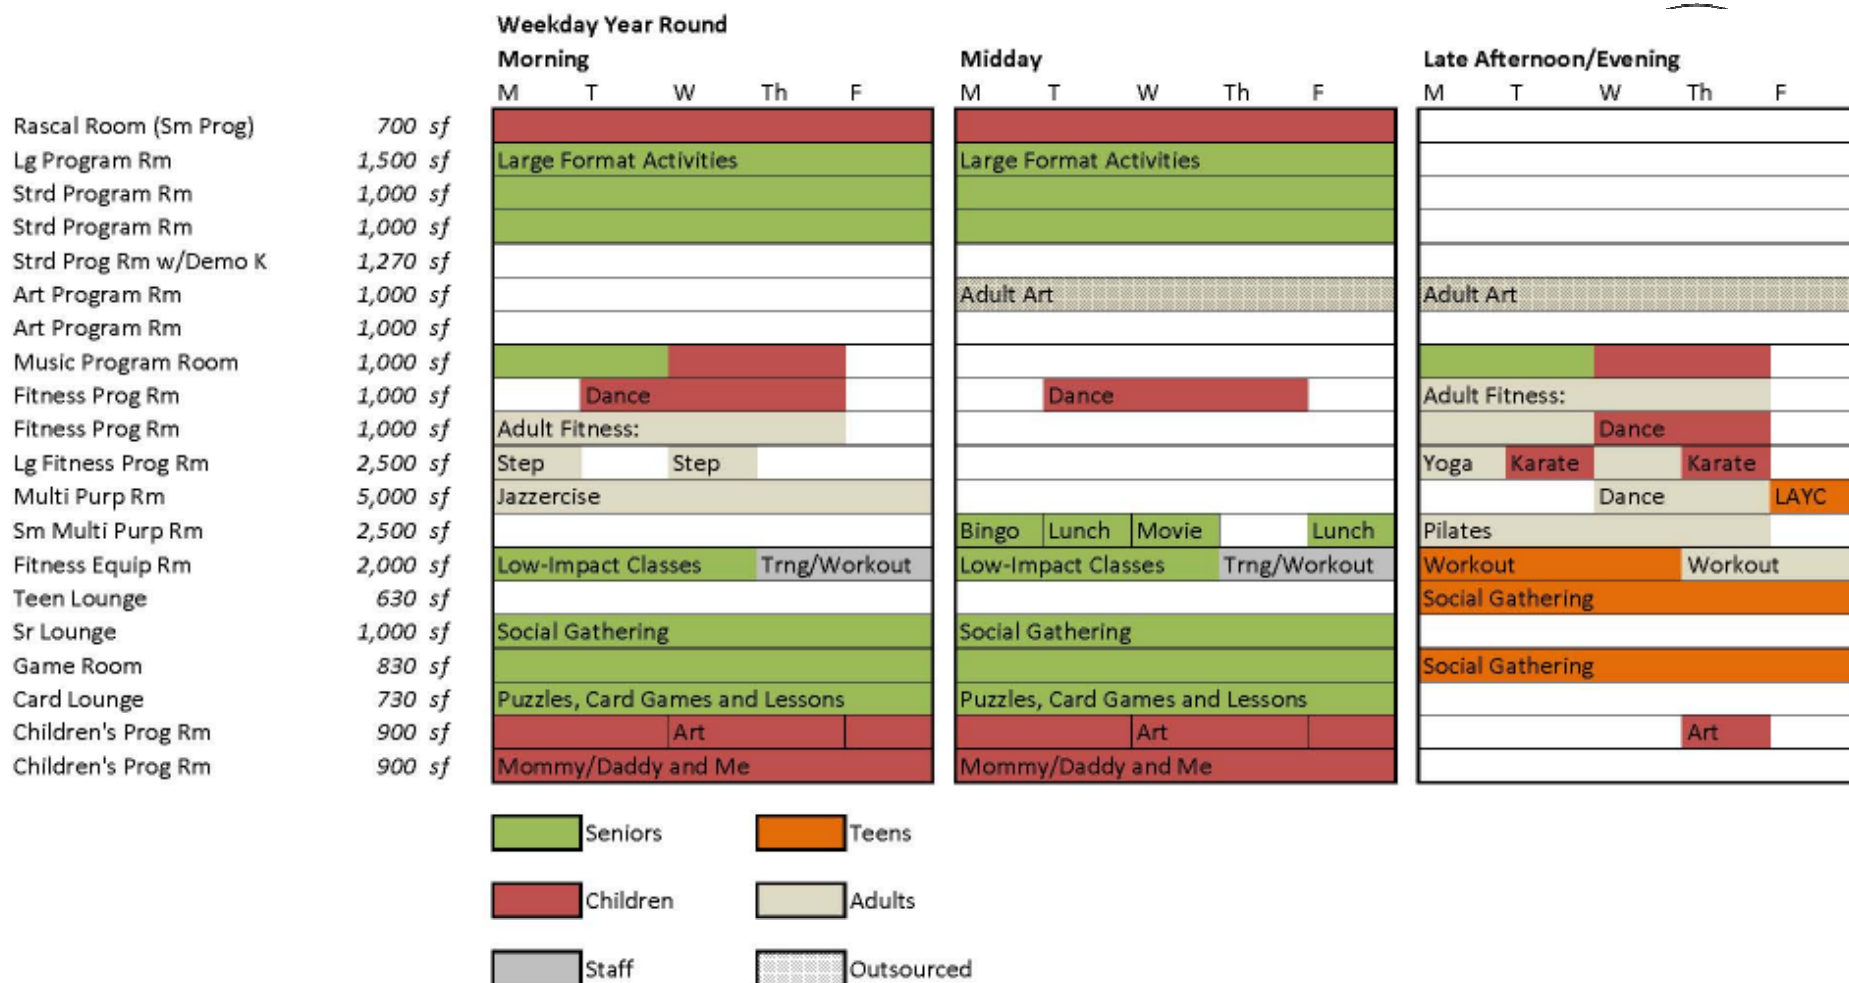 Weekday Year Round
Morning Midday Late Afternoon/Evening
M T W Th F M T W Th F M T W Th F
Rascal Room (Sm Prog) 700 sf
Lg Program Rm 1,500 sf Large Format Activities Large Format Activities
Strd Program Rm 1,000 sf
Strd Program Rm 1,000 sf
Strd Prog Rm w/Demo K 1,270 sf
Art Program Rm 1,000 sf Adult Art Adult Art
Art Program Rm 1,000 sf
Music Program Room 1,000 sf
Fitness Prog Rm 1,000 sf Dance Dance Adult Fitness:
Fitness Prog Rm 1,000 sf Adult Fitness: Dance
Lg Fitness Prog Rm 2,500 sf Step Step Yoga Karate Karate
Multi Purp Rm 5,000 sf Jazzercise Dance LAYC
Sm Multi Purp Rm 2,500 sf Bingo Lunch Movie Lunch Pilates
Fitness Equip Rm 2,000 sf Low-Impact Classes Trng/Workout Low-Impact Classes Trng/Workout Workout Workout
Teen Lounge 630 sf Social Gathering
Sr Lounge 1,000 sf Social Gathering Social Gathering
Game Room 830 sf Social Gathering
Card Lounge 730 sf Puzzles, Card Games and Lessons Puzzles, Card Games and Lessons
Children's Prog Rm 900 sf Art Art Art
Children's Prog Rm 900 sf Mommy/Daddy and Me Mommy/Daddy and Me
Seniors Teens
Children Adults
Staff Outsourced